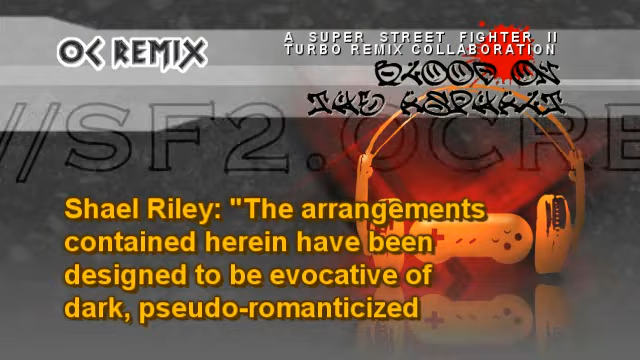 OC REMIX
A SUPER STREET FIGHTER II
TURBO REMIX COLLABORATION
BLOOD ON
THE ASPHALT
//SF2.OCRE
Shael Riley: "The arrangements
contained herein have been
designed to be evocative of
dark, pseudo-romanticized